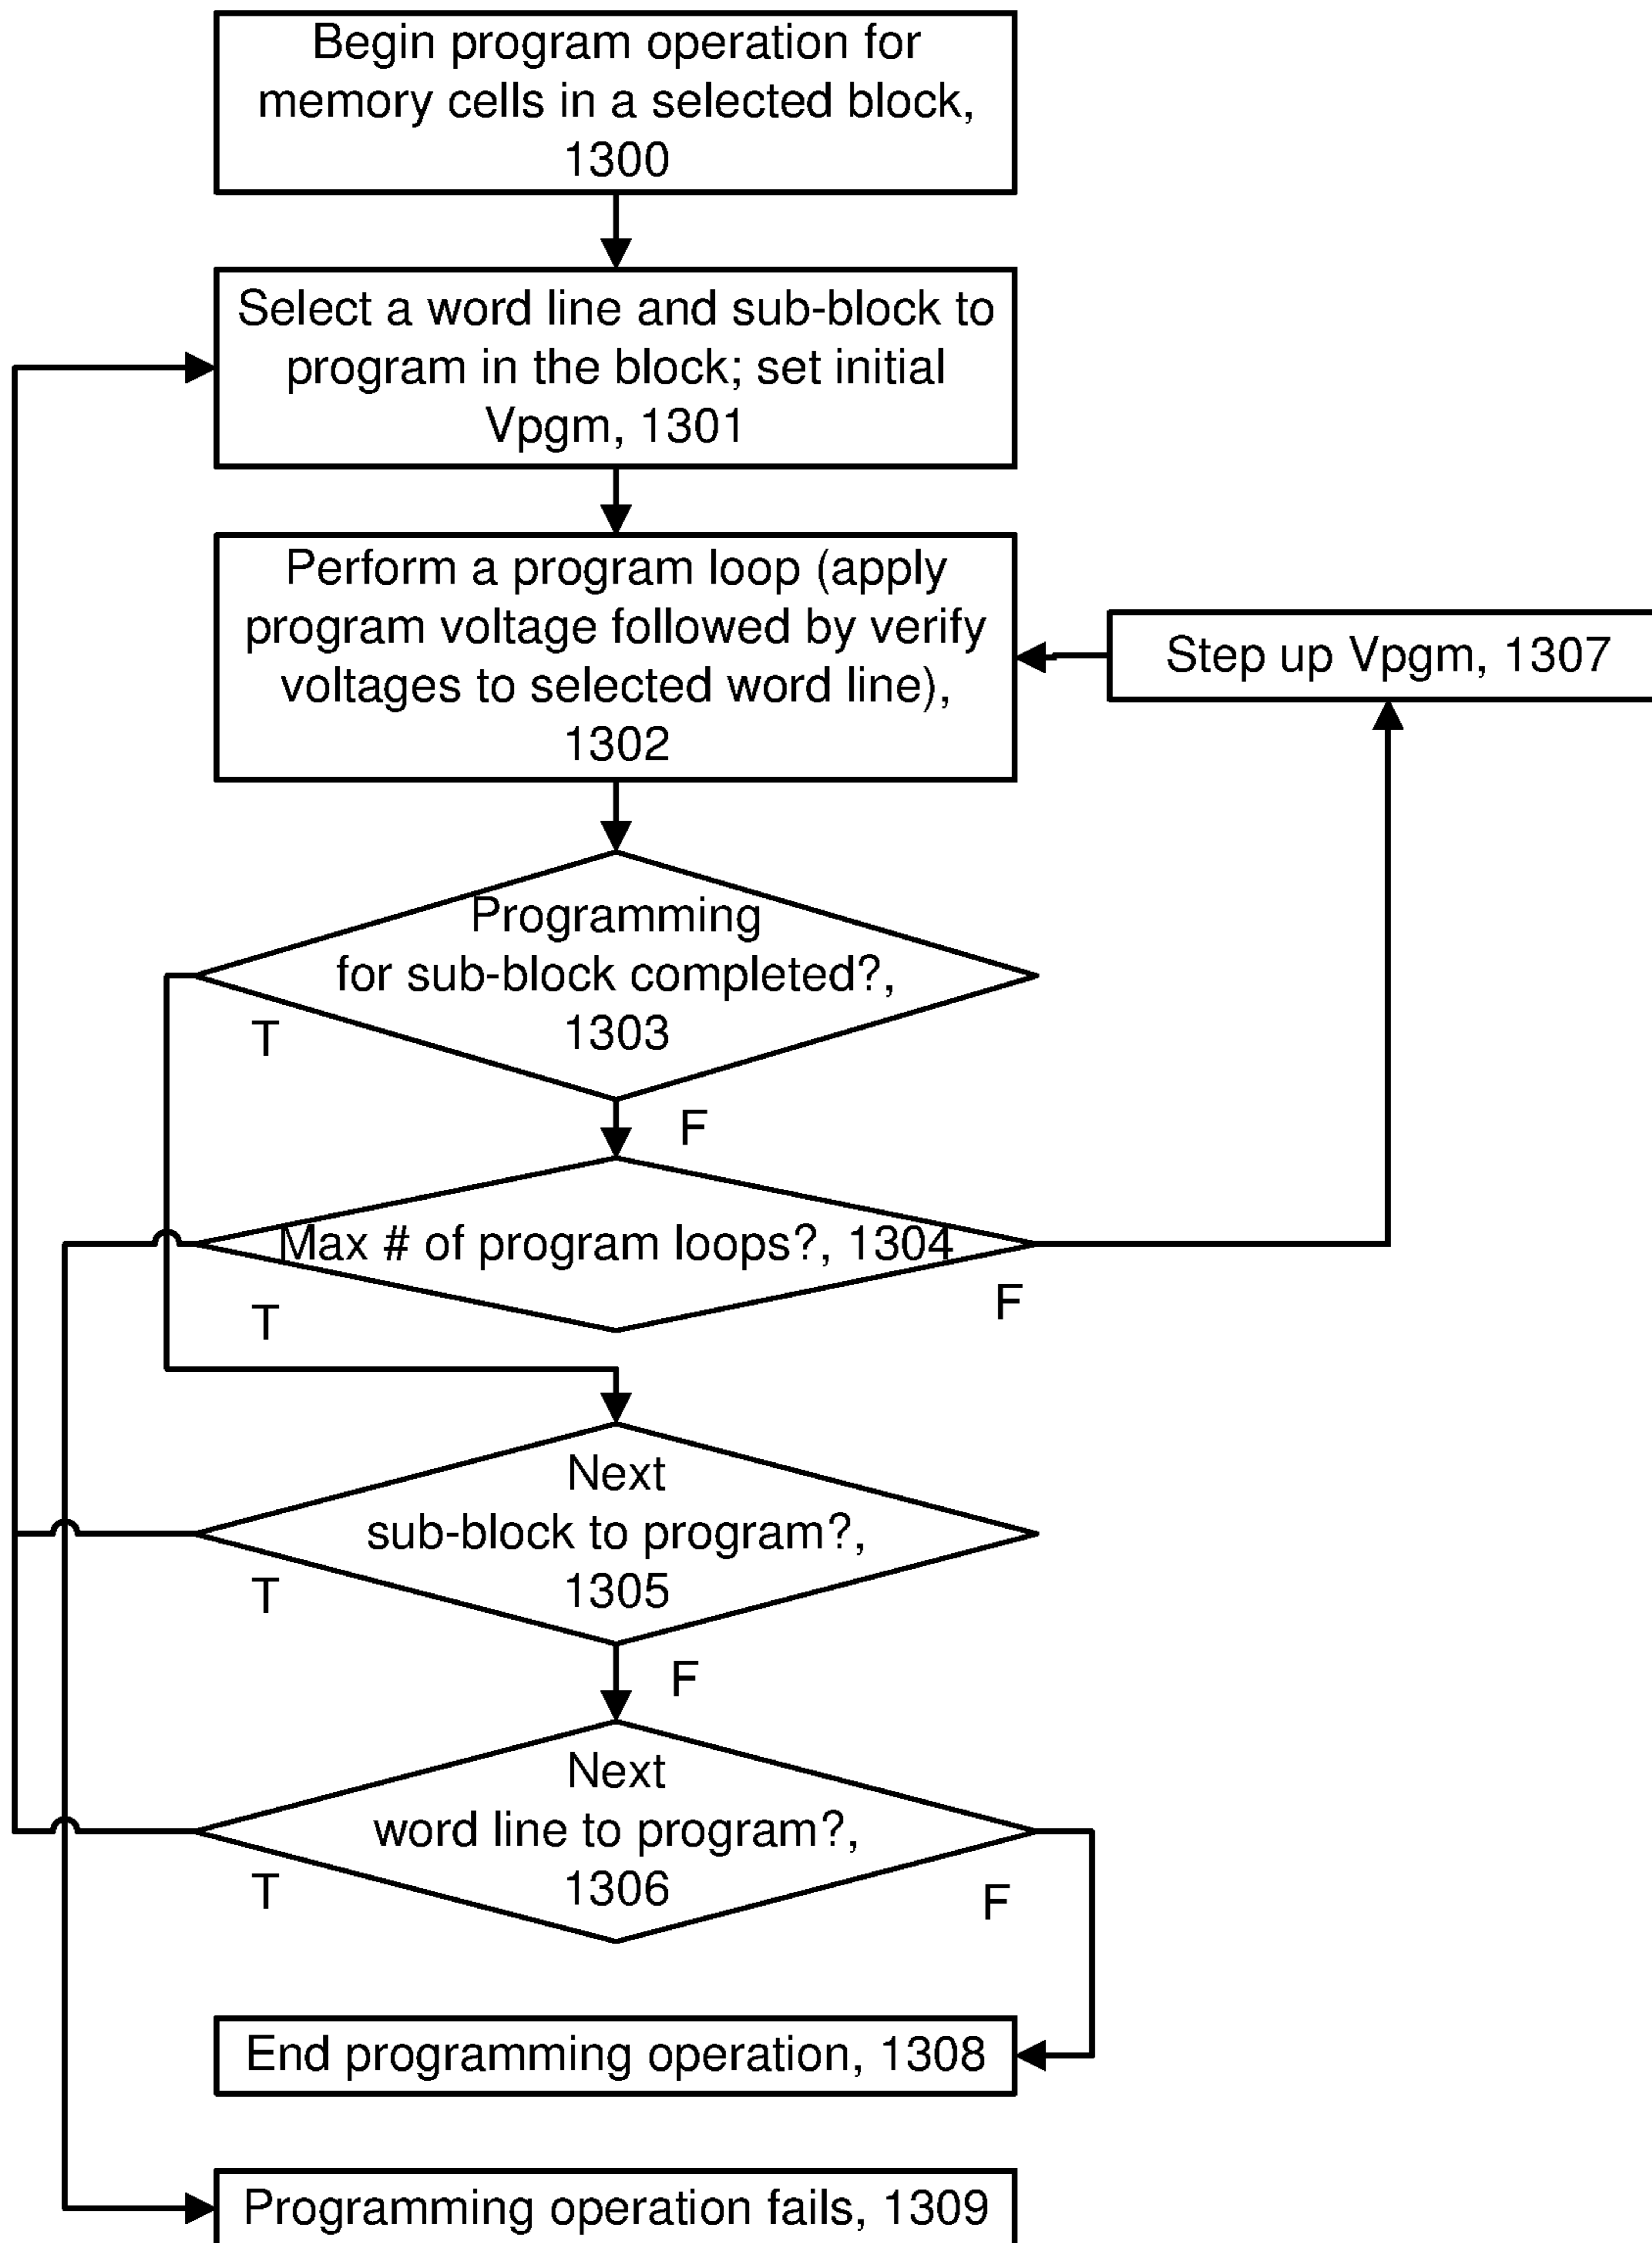 Begin program operation for
memory cells in a selected block,
1300
Select a word line and sub-block to
program in the block; set initial
Vpgm, 1301
Perform a program loop (apply
program voltage followed by verify
voltages to selected word line),
1302
Step up Vpgm, 1307
Programming
for sub-block completed?,
1303
T
F
Max # of program loops?, 1304
T
F
Next
sub-block to program?,
1305
T
F
Next
word line to program?,
1306
T
F
End programming operation, 1308
Programming operation fails, 1309